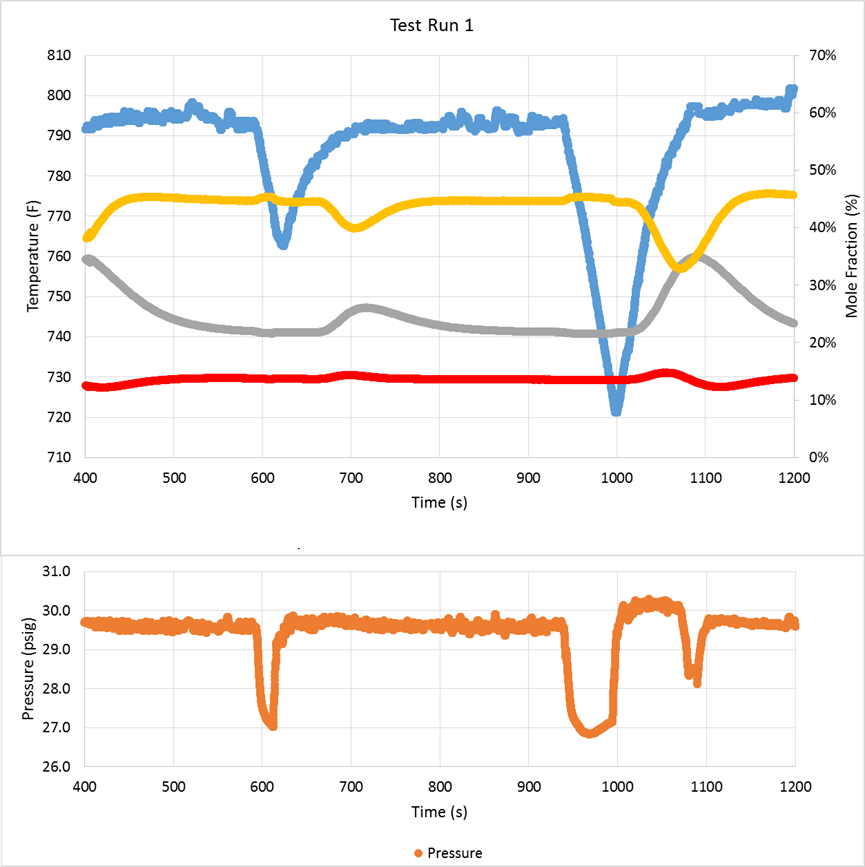 Test Run 1
Temperature (F)
810
800
790
780
770
760
750
740
730
720
710
70%
60%
50%
40%
30%
20%
10%
0%
Mole Fraction (%)
400 500 600 700 800 900 1000 1100 1200
Time (s)
Pressure (psig)
31.0
30.0
29.0
28.0
27.0
26.0
400 500 600 700 800 900 1000 1100 1200
Time (s)
Pressure